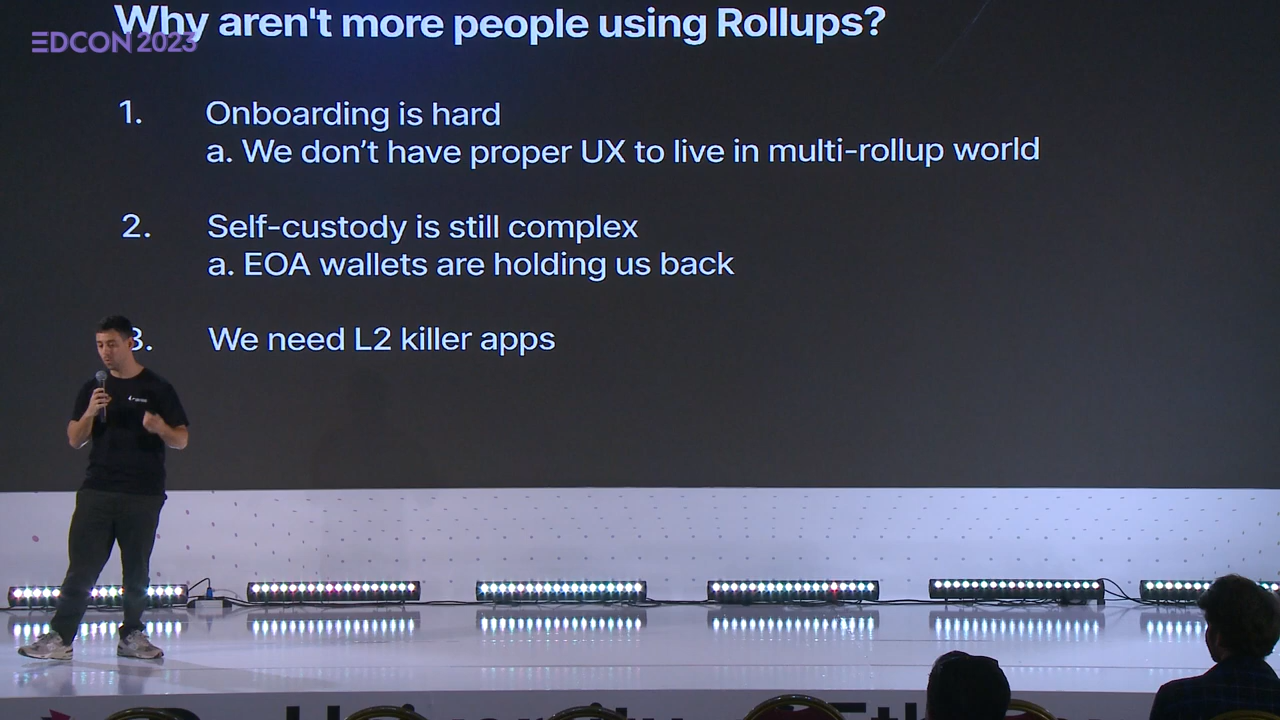 Why aren't more people using Rollups?
EDCON 2023
1. Onboarding is hard
a. We don't have proper UX to live in multi-rollup world
2. Self-custody is still complex
a. EOA wallets are holding us back
3. We need L2 killer apps